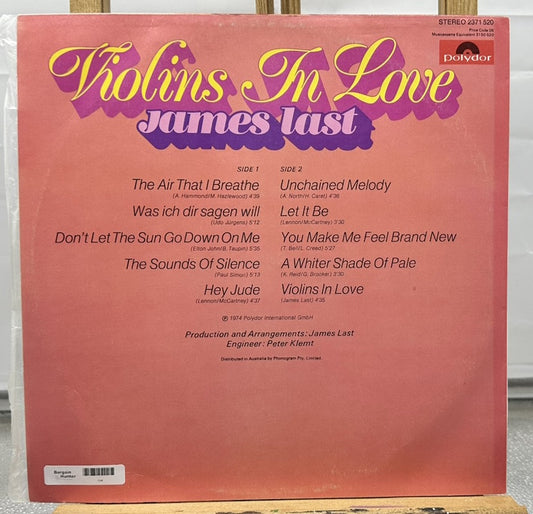 STEREO 2371 520
Price Code 06
Musicassette Equivalent 3150 520
polydor
Violins In Love
James last
SIDE 1
The Air That I Breathe
(A. Hammond/M. Hazlewood) 4'39
Was ich dir sagen will
(Udo Jürgens) 5'12
Don't Let The Sun Go Down On Me
(Elton John/B. Taupin) 5'35
The Sounds Of Silence
(Paul Simon) 5'13
Hey Jude
(Lennon/McCartney) 4'37
SIDE 2
Unchained Melody
(A. North/H. Caret) 4'36
Let It Be
(Lennon/McCartney) 3'30
You Make Me Feel Brand New
(T. Bell/L. Creed) 5'27
A Whiter Shade Of Pale
(K. Reid/G. Brocker) 3'30
Violins In Love
(James Last) 4'35
℗ 1974 Polydor International GmbH
Production and Arrangements: James Last
Engineer: Peter Klemt
Distributed in Australia by Phonogram Pty. Limited.
Bargain
Hunter